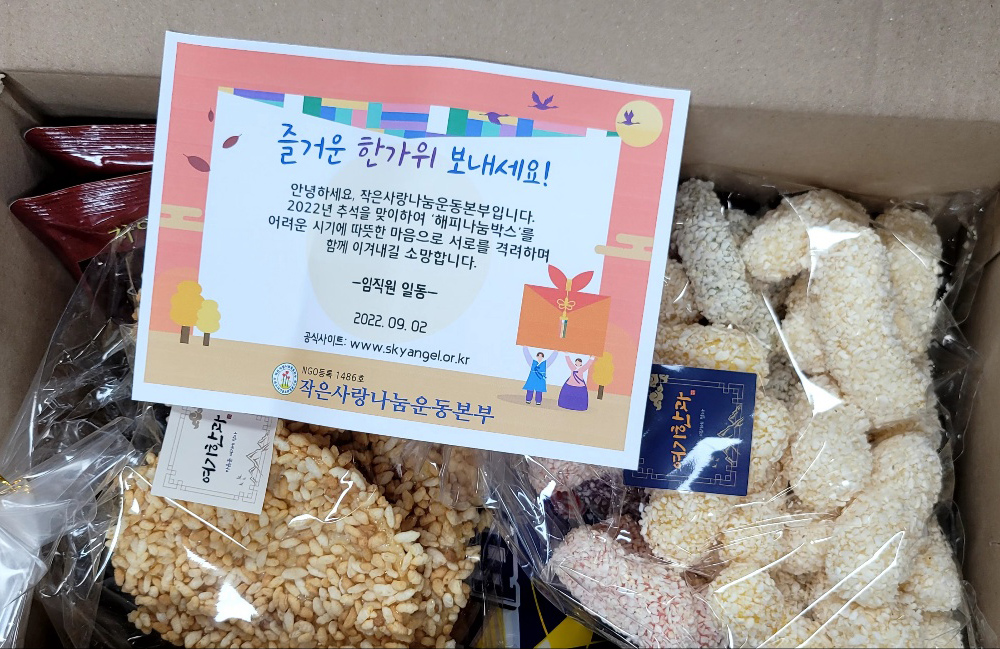 즐거운 한가위 보내세요!
안녕하세요, 작은사랑나눔운동본부입니다.
2022년 추석을 맞이하여 '해피나눔박스'를
어려운 시기에 따뜻한 마음으로 서로를 격려하며
함께 이겨내길 소망합니다.
-임직원 일동-
2022. 09. 02
공식사이트: www.skyangel.or.kr
NGO등록 1486호
작은사랑나눔운동본부
연기한과
연기한과